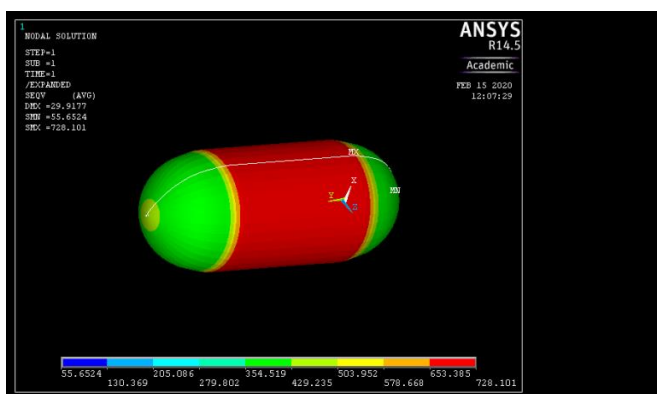 1
NODAL SOLUTION
STEP=1
SUB =1
TIME=1
/EXPANDED
SEQV (AVG)
DMX =29.9177
SMN =55.6524
SMX =728.101
ANSYS
R14.5
Academic
FEB 15 2020
12:07:29
MX
X
MN
Z
55.6524 205.086 354.519 503.952 653.385
130.369 279.802 429.235 578.668 728.101